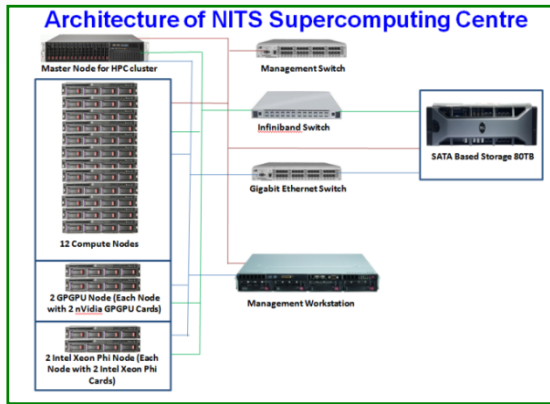 Architecture of NITS Supercomputing Centre
Master Node for HPC cluster
Management Switch
Infiniband Switch
SATA Based Storage 80TB
Gigabit Ethernet Switch
12 Compute Nodes
2 GPGPU Node (Each Node
with 2 nVidia GPGPU Cards)
Management Workstation
2 Intel Xeon Phi Node (Each
Node with 2 Intel Xeon Phi
Cards)